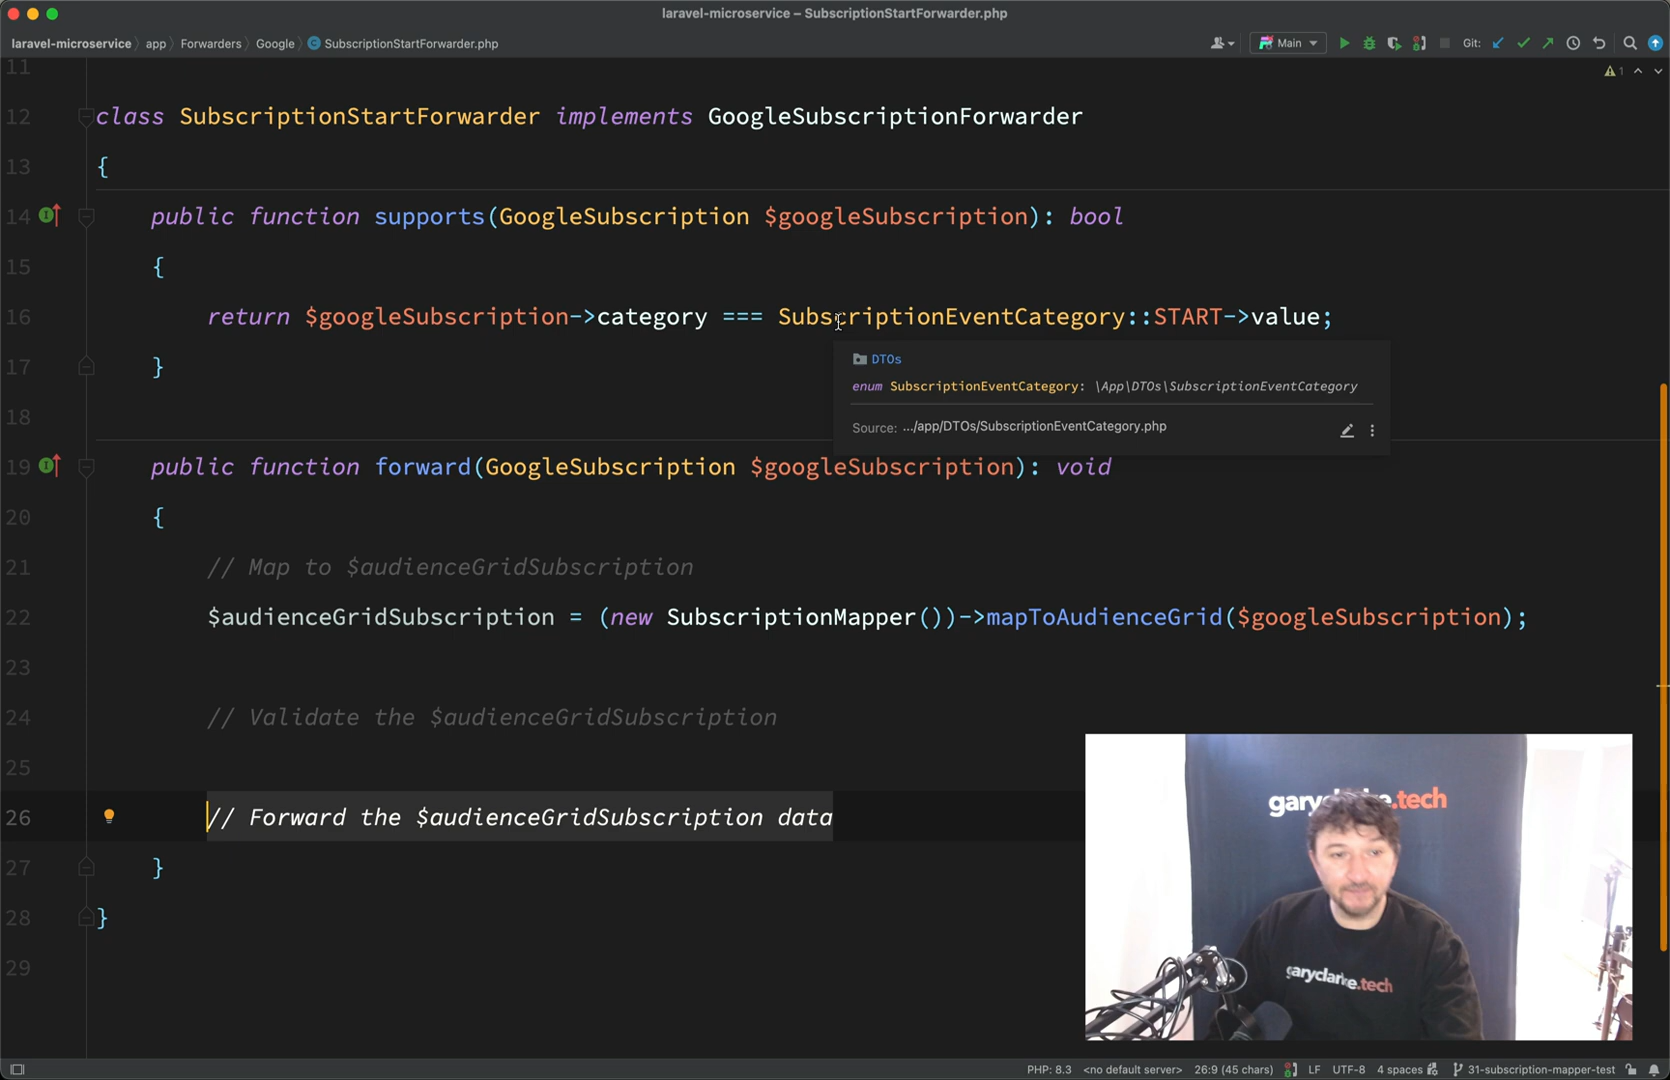 laravel-microservice – SubscriptionStartForwarder.php
laravel-microservice › app › Forwarders › Google › SubscriptionStartForwarder.php
Main
Git:
11
1
12 class SubscriptionStartForwarder implements GoogleSubscriptionForwarder
13 {
14 public function supports(GoogleSubscription $googleSubscription): bool
15 {
16 return $googleSubscription->category === SubscriptionEventCategory::START->value;
17 }
DTOs
enum SubscriptionEventCategory: \App\DTOs\SubscriptionEventCategory
18
Source: .../app/DTOs/SubscriptionEventCategory.php
19 public function forward(GoogleSubscription $googleSubscription): void
20 {
21 // Map to $audienceGridSubscription
22 $audienceGridSubscription = (new SubscriptionMapper())->mapToAudienceGrid($googleSubscription);
23
24 // Validate the $audienceGridSubscription
25
26 // Forward the $audienceGridSubscription data
27 }
28 }
29
garyclarke.tech
garyclarke.tech
PHP: 8.3 <no default server> 26:9 (45 chars) LF UTF-8 4 spaces 31-subscription-mapper-test